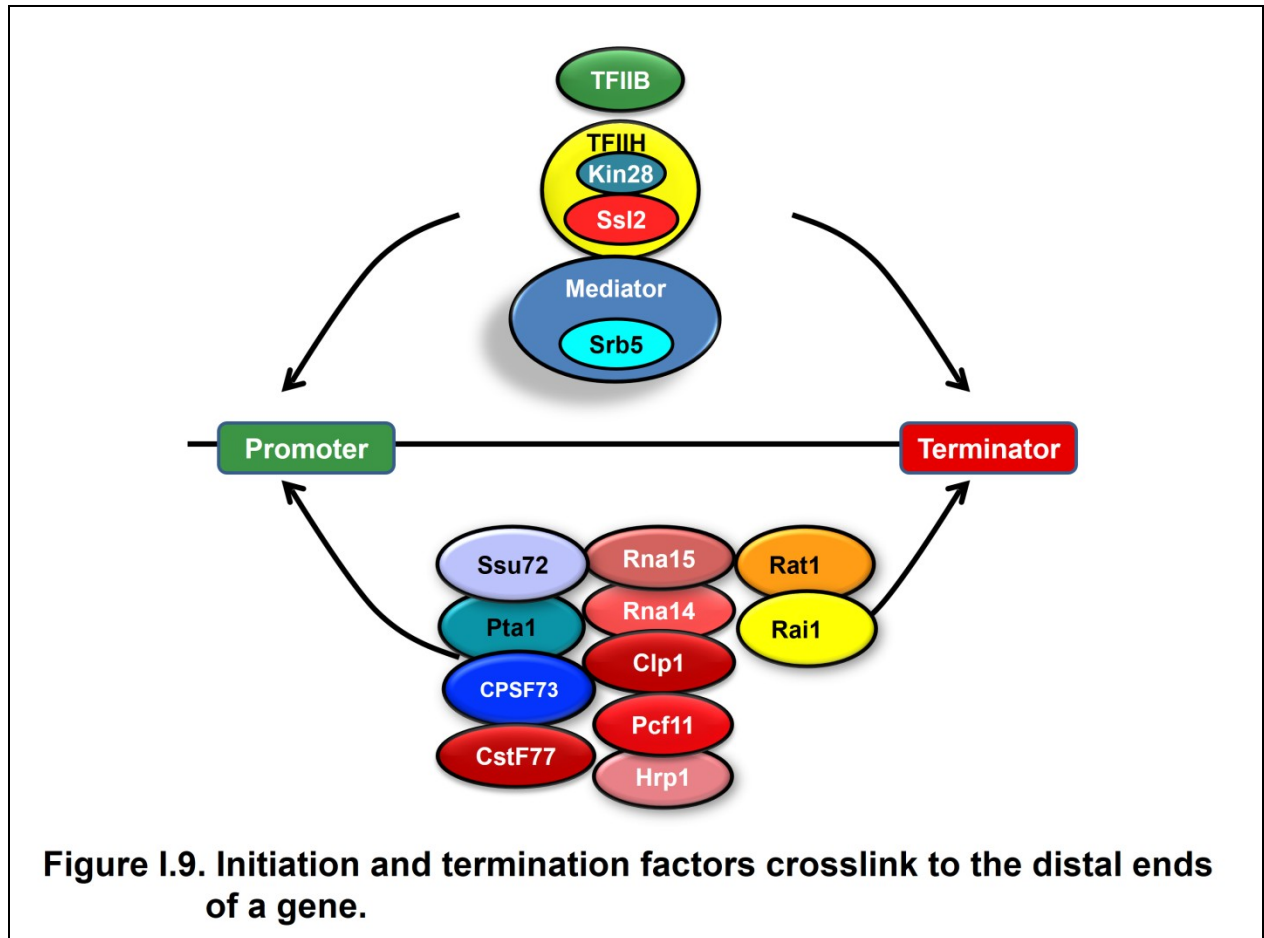 TFIIB
TFIIH
Kin28
Ssl2
Mediator
Srb5
Promoter
Terminator
Ssu72
Rna15
Rat1
Pta1
Rna14
Rai1
CPSF73
Clp1
CstF77
Pcf11
Hrp1
Figure I.9. Initiation and termination factors crosslink to the distal ends
of a gene.